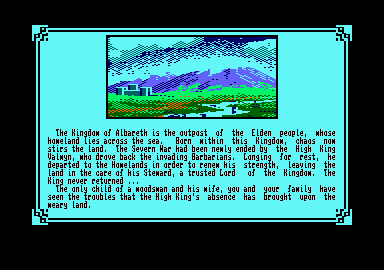 The Kingdom of Albareth is the outpost of the Elden people, whose
homeland lies across the sea. Born within this Kingdom, chaos now
stirs the land. The Severn War had been newly ended by the High King
Valwyn, who drove back the invading Barbarians. Longing for rest, he
departed to the Homelands in order to renew his strength, leaving the
land in the care of his Steward, a trusted Lord of the Kingdom. The
King never returned ...
The only child of a woodsman and his wife, you and your family have
seen the troubles that the High King's absence has brought upon the
weary land.